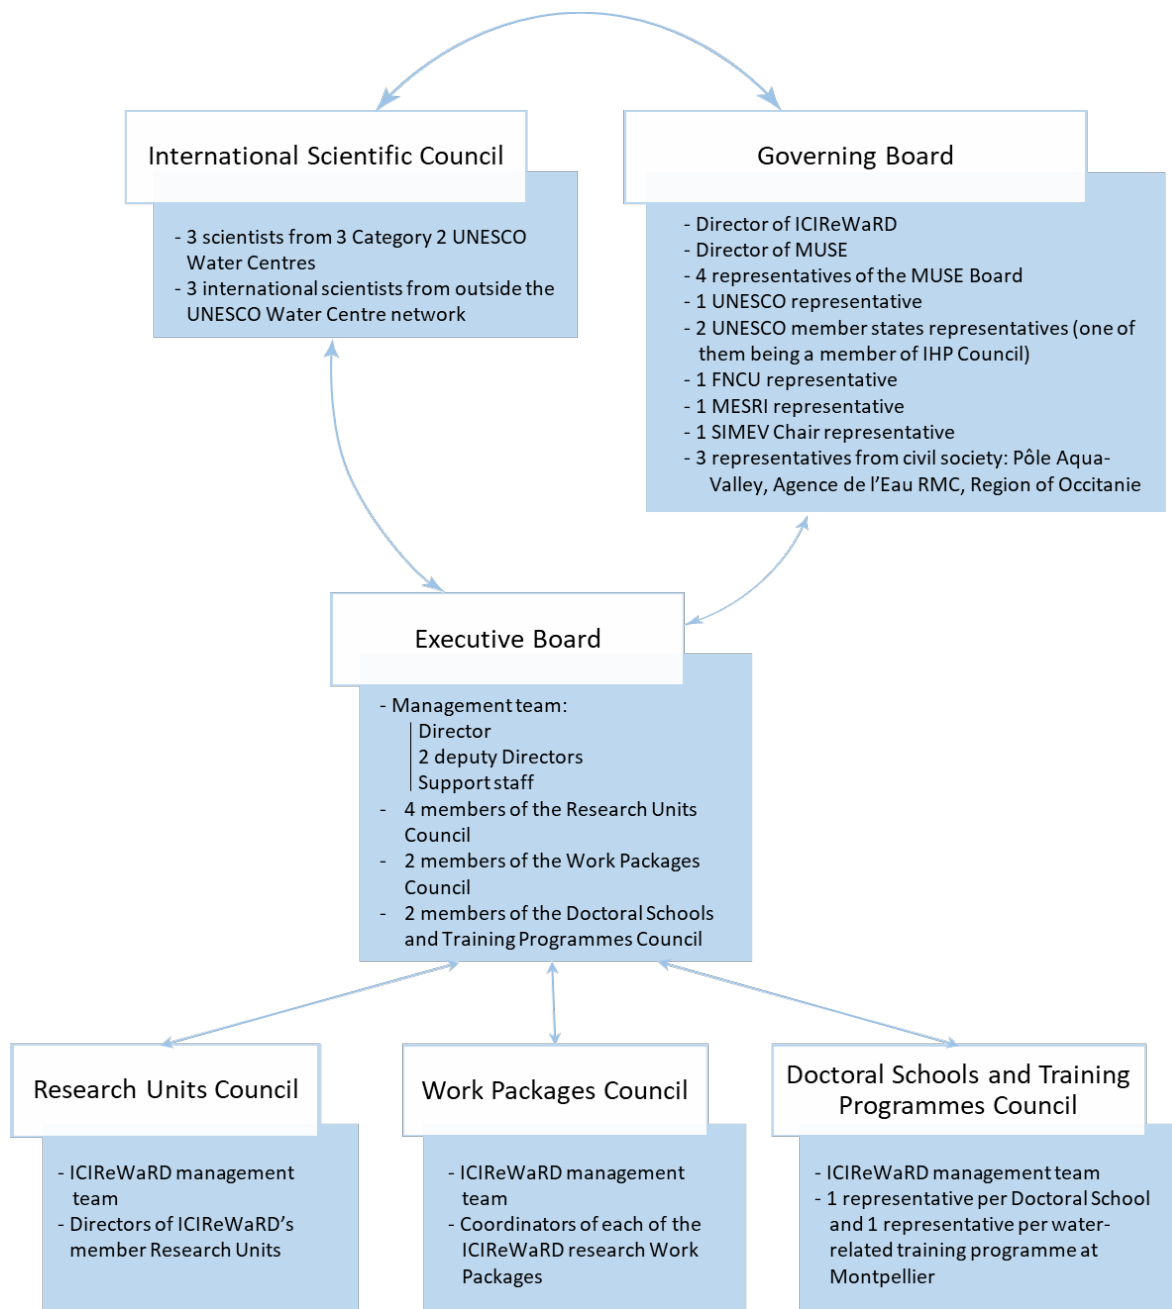 International Scientific Council
- 3 scientists from 3 Category 2 UNESCO
Water Centres
- 3 international scientists from outside the
UNESCO Water Centre network
Governing Board
- Director of ICIReWaRD
- Director of MUSE
- 4 representatives of the MUSE Board
- 1 UNESCO representative
- 2 UNESCO member states representatives (one of
them being a member of IHP Council)
- 1 FNCU representative
- 1 MESRI representative
- 1 SIMEV Chair representative
- 3 representatives from civil society: Pôle Aqua-
Valley, Agence de l’Eau RMC, Region of Occitanie
Executive Board
- Management team:
Director
2 deputy Directors
Support staff
- 4 members of the Research Units
Council
- 2 members of the Work Packages
Council
- 2 members of the Doctoral Schools
and Training Programmes Council
Research Units Council
- ICIReWaRD management
team
- Directors of ICIReWaRD’s
member Research Units
Work Packages Council
- ICIReWaRD management
team
- Coordinators of each of the
ICIReWaRD research Work
Packages
Doctoral Schools and Training
Programmes Council
- ICIReWaRD management team
- 1 representative per Doctoral School
and 1 representative per water-
related training programme at
Montpellier